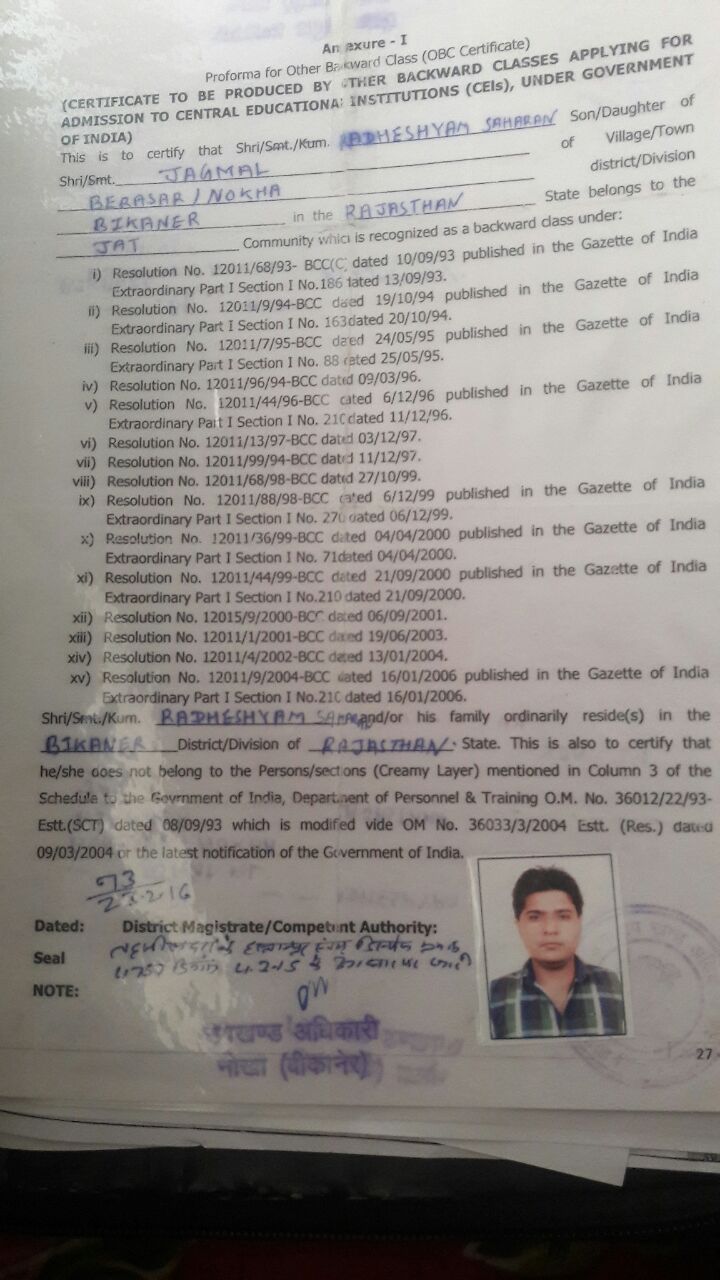 Annexure - I
Proforma for Other Backward Class (OBC Certificate)
(CERTIFICATE TO BE PRODUCED BY OTHER BACKWARD CLASSES APPLYING FOR
ADMISSION TO CENTRAL EDUCATIONAL INSTITUTIONS (CEIs), UNDER GOVERNMENT
OF INDIA)
This is to certify that Shri/Smt./Kum. RADHESHYAM SAHARAN Son/Daughter of
Shri/Smt. JAGMAL of Village/Town
BERASAR / NOKHA district/Division
BIKANER in the RAJASTHAN State belongs to the
JAT Community which is recognized as a backward class under:
i) Resolution No. 12011/68/93- BCC(C) dated 10/09/93 published in the Gazette of India
Extraordinary Part I Section I No.186 dated 13/09/93.
ii) Resolution No. 12011/9/94-BCC dated 19/10/94 published in the Gazette of India
Extraordinary Part I Section I No. 163dated 20/10/94.
iii) Resolution No. 12011/7/95-BCC dated 24/05/95 published in the Gazette of India
Extraordinary Part I Section I No. 88 dated 25/05/95.
iv) Resolution No. 12011/96/94-BCC dated 09/03/96.
v) Resolution No. 12011/44/96-BCC dated 6/12/96 published in the Gazette of India
Extraordinary Part I Section I No. 210 dated 11/12/96.
vi) Resolution No. 12011/13/97-BCC dated 03/12/97.
vii) Resolution No. 12011/99/94-BCC dated 11/12/97.
viii) Resolution No. 12011/68/98-BCC dated 27/10/99.
ix) Resolution No. 12011/88/98-BCC dated 6/12/99 published in the Gazette of India
Extraordinary Part I Section I No. 270 dated 06/12/99.
x) Resolution No. 12011/36/99-BCC dated 04/04/2000 published in the Gazette of India
Extraordinary Part I Section I No. 71dated 04/04/2000.
xi) Resolution No. 12011/44/99-BCC dated 21/09/2000 published in the Gazette of India
Extraordinary Part I Section I No.210 dated 21/09/2000.
xii) Resolution No. 12015/9/2000-BCC dated 06/09/2001.
xiii) Resolution No. 12011/1/2001-BCC dated 19/06/2003.
xiv) Resolution No. 12011/4/2002-BCC dated 13/01/2004.
xv) Resolution No. 12011/9/2004-BCC dated 16/01/2006 published in the Gazette of India
Extraordinary Part I Section I No.210 dated 16/01/2006.
Shri/Smt./Kum. RADHESHYAM SAHARAN and/or his family ordinarily reside(s) in the
BIKANER District/Division of RAJASTHAN State. This is also to certify that
he/she does not belong to the Persons/sections (Creamy Layer) mentioned in Column 3 of the
Schedule to the Government of India, Department of Personnel & Training O.M. No. 36012/22/93-
Estt.(SCT) dated 08/09/93 which is modified vide OM No. 36033/3/2004 Estt. (Res.) dated
09/03/2004 or the latest notification of the Government of India.
93
23.2.16
Dated: District Magistrate/Competent Authority:
Seal
NOTE:
उपखण्ड अधिकारी
नोखा (बीकानेर)
27